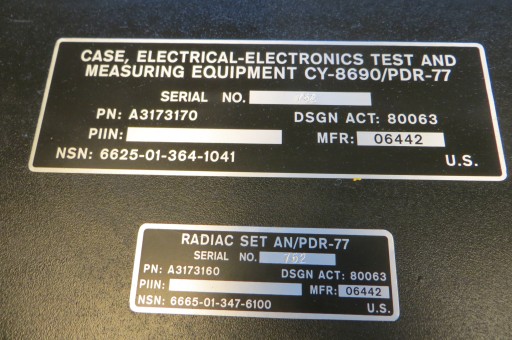 CASE, ELECTRICAL-ELECTRONICS TEST AND
MEASURING EQUIPMENT CY-8690/PDR-77
SERIAL NO.
PN: A3173170 DSGN ACT: 80063
PIIN: MFR: 06442
NSN: 6625-01-364-1041 U.S.
RADIAC SET AN/PDR-77
SERIAL NO. 762
PN: A3173160 DSGN ACT: 80063
PIIN: MFR: 06442
NSN: 6665-01-347-6100 U.S.